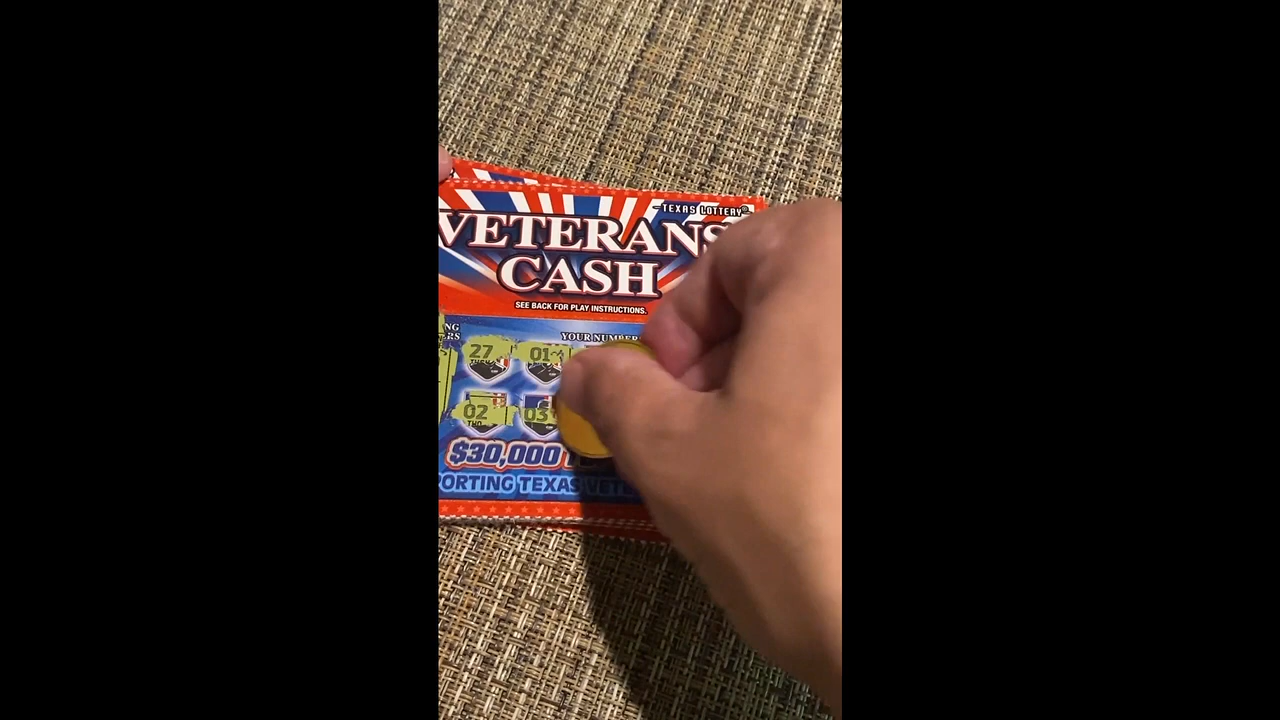 TEXAS LOTTERY®
VETERANS
CASH
SEE BACK FOR PLAY INSTRUCTIONS.
YOUR NUMBER
27 01
02 03
THO
$30,000
PORTING TEXAS VETE